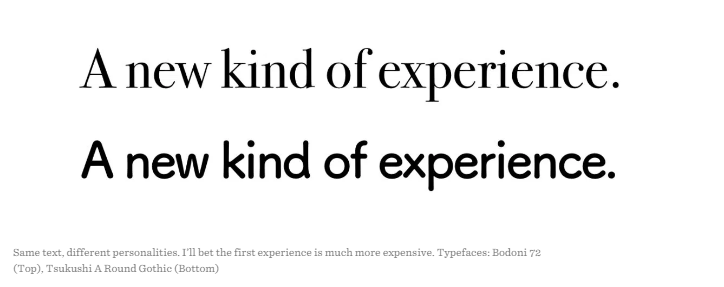 A new kind of experience.
A new kind of experience.
Same text, different personalities. I'll bet the first experience is much more expensive. Typefaces: Bodoni 72
(Top), Tsukushi A Round Gothic (Bottom)